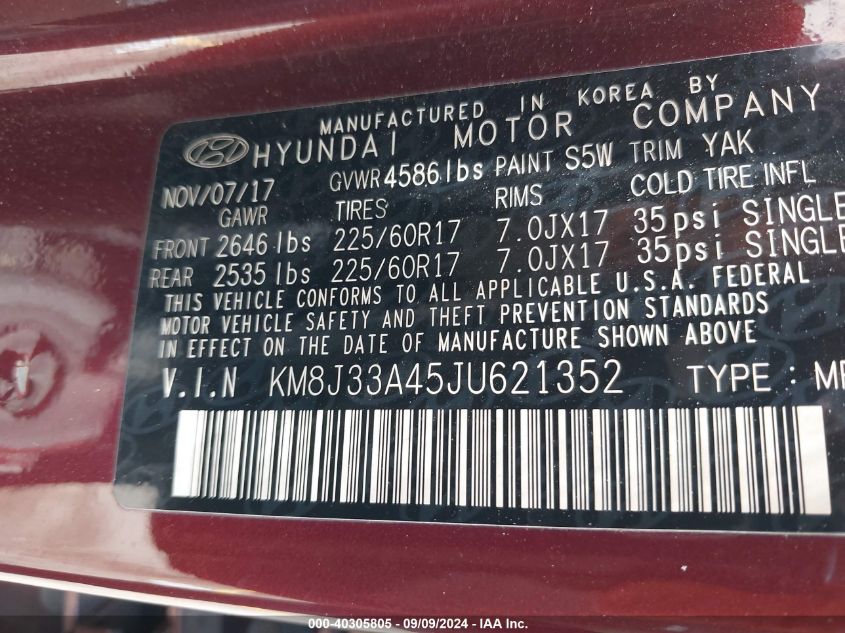 MANUFACTURED IN KOREA BY
HYUNDAI MOTOR COMPANY
NOV/07/17 GVWR 4586 lbs PAINT S5W TRIM YAK
GAWR TIRES RIMS COLD TIRE INFL
FRONT 2646 lbs 225/60R17 7.0JX17 35psi SINGLE
REAR 2535 lbs 225/60R17 7.0JX17 35psi SINGLE
THIS VEHICLE CONFORMS TO ALL APPLICABLE U.S.A. FEDERAL
MOTOR VEHICLE SAFETY AND THEFT PREVENTION STANDARDS
IN EFFECT ON THE DATE OF MANUFACTURE SHOWN ABOVE
V.I.N KM8J33A45JU621352 TYPE :
000-40305805 - 09/09/2024 - IAA Inc.